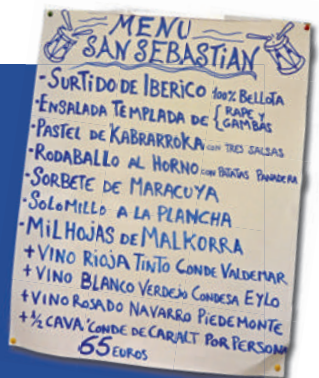 MENU
SAN SEBASTIAN
- SURTIDO DE IBERICO 100% BELLOTA
- ENSALADA TEMPLADA DE { RAPE Y GAMBAS
- PASTEL DE KABRARROKA CON TRES SALSAS
- RODABALLO AL HORNO CON PATATAS PANADERA
- SORBETE DE MARACUYA
- SOLOMILLO A LA PLANCHA
- MILHOJAS DE MALKORRA
+ VINO RIOJA TINTO CONDE VALDEMAR
+ VINO BLANCO VERDEJO CONDESA EYLO
+ VINO ROSADO NAVARRO PIEDEMONTE
+ ½ CAVA "CONDE DE CARALT POR PERSONA
65 EUROS